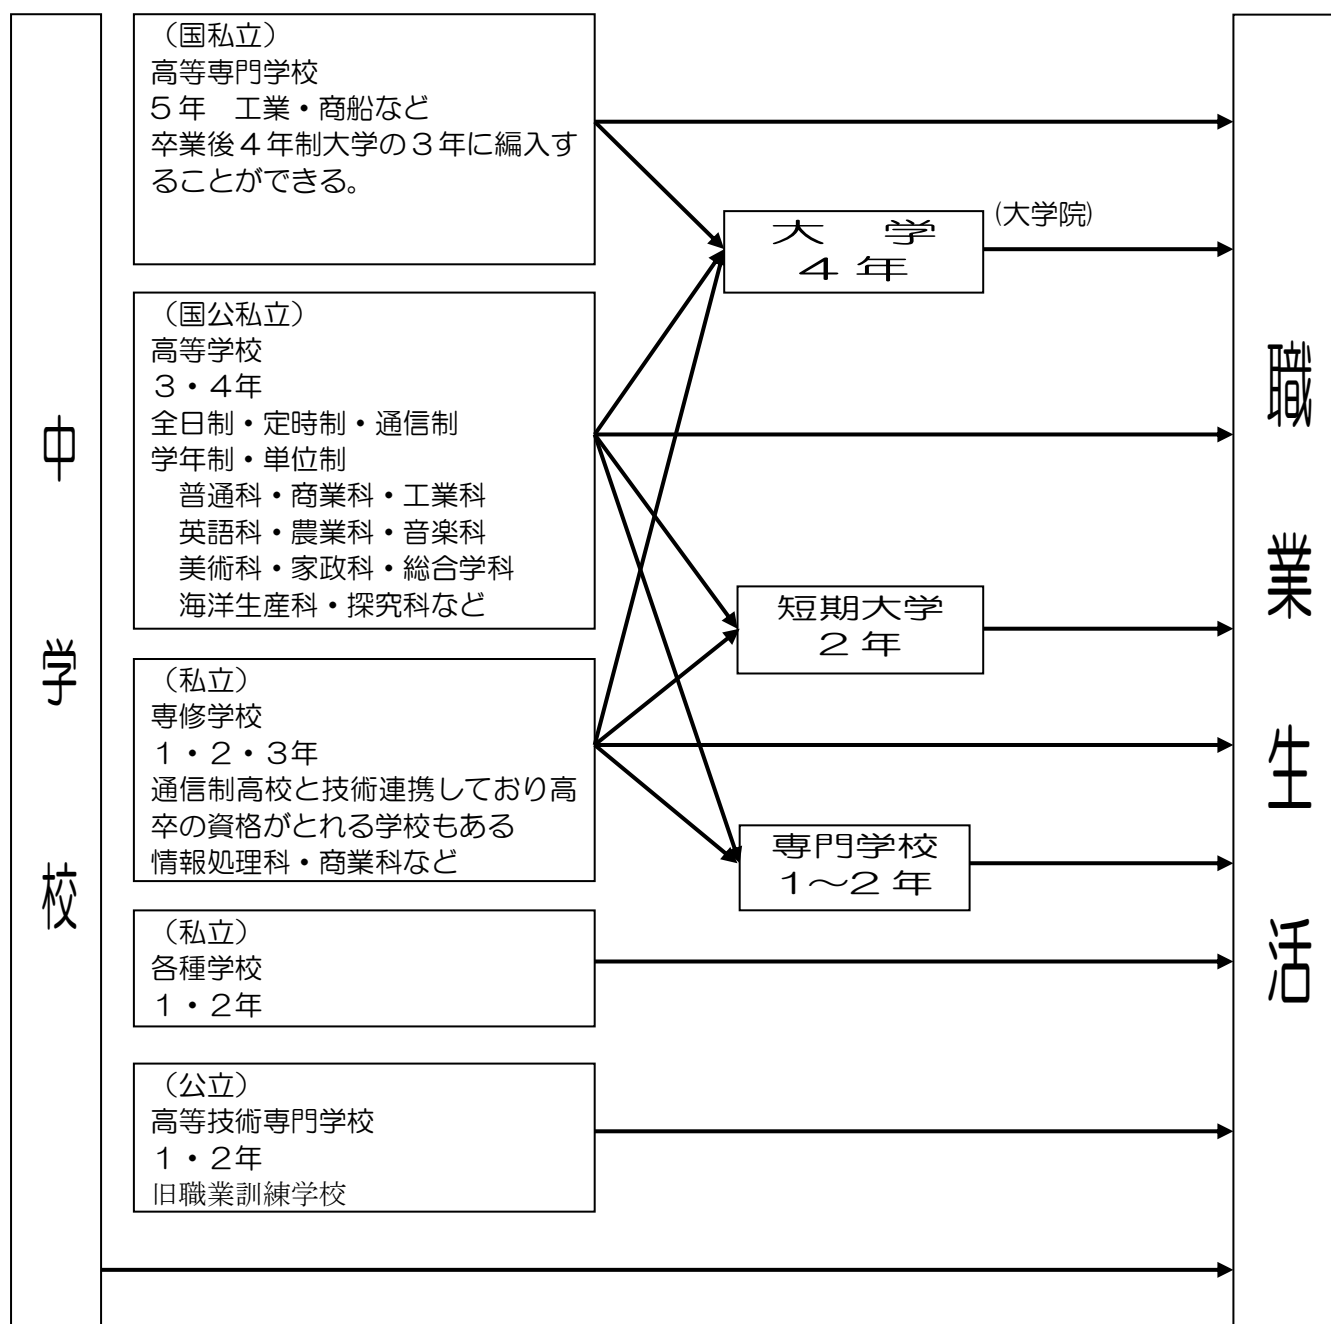 中学校
（国私立）
高等専門学校
５年　工業・商船など
卒業後４年制大学の３年に編入す
ることができる。
（国公私立）
高等学校
３・４年
全日制・定時制・通信制
学年制・単位制
普通科・商業科・工業科
英語科・農業科・音楽科
美術科・家政科・総合学科
海洋生産科・探究科など
（私立）
専修学校
１・２・３年
通信制高校と技術連携しており高
卒の資格がとれる学校もある
情報処理科・商業科など
（私立）
各種学校
１・２年
（公立）
高等技術専門学校
１・２年
旧職業訓練学校
大　学
４年
(大学院)
短期大学
２年
専門学校
１～２年
職業生活